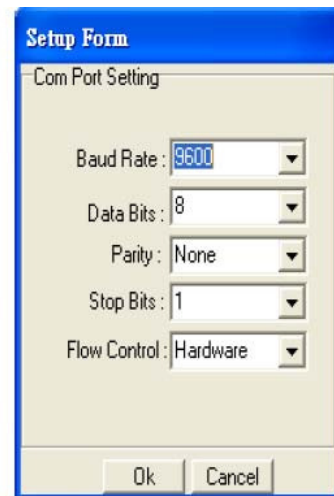 Setup Form
Com Port Setting
Baud Rate : 9600
Data Bits : 8
Parity : None
Stop Bits : 1
Flow Control : Hardware
Ok Cancel